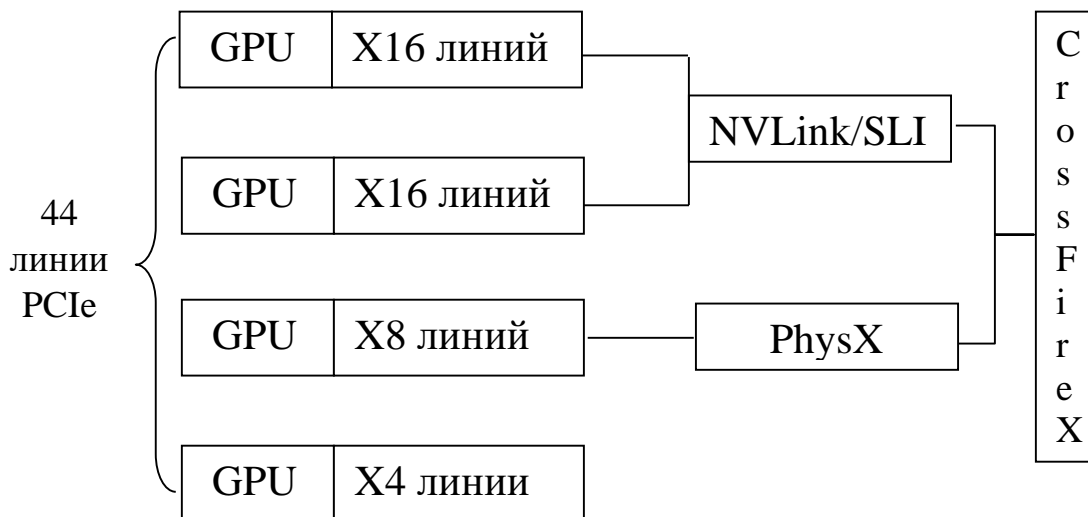 GPU X16 линий
GPU X16 линий
GPU X8 линий
GPU X4 линии
44
линии
PCIe
NVLink/SLI
PhysX
C
r
o
s
s
F
i
r
e
X